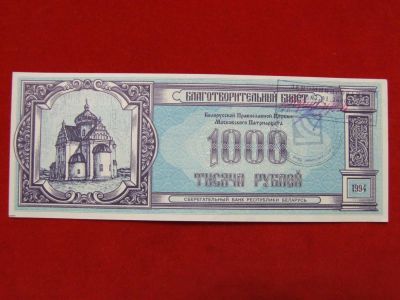 БЛАГОТВОРИТЕЛЬНЫЙ БИЛЕТ
Белорусской Православной Церкви
Московского Патриархата
1000
ТЫСЯЧА РУБЛЕЙ
1994
СБЕРЕГАТЕЛЬНЫЙ БАНК РЕСПУБЛИКИ БЕЛАРУСЬ